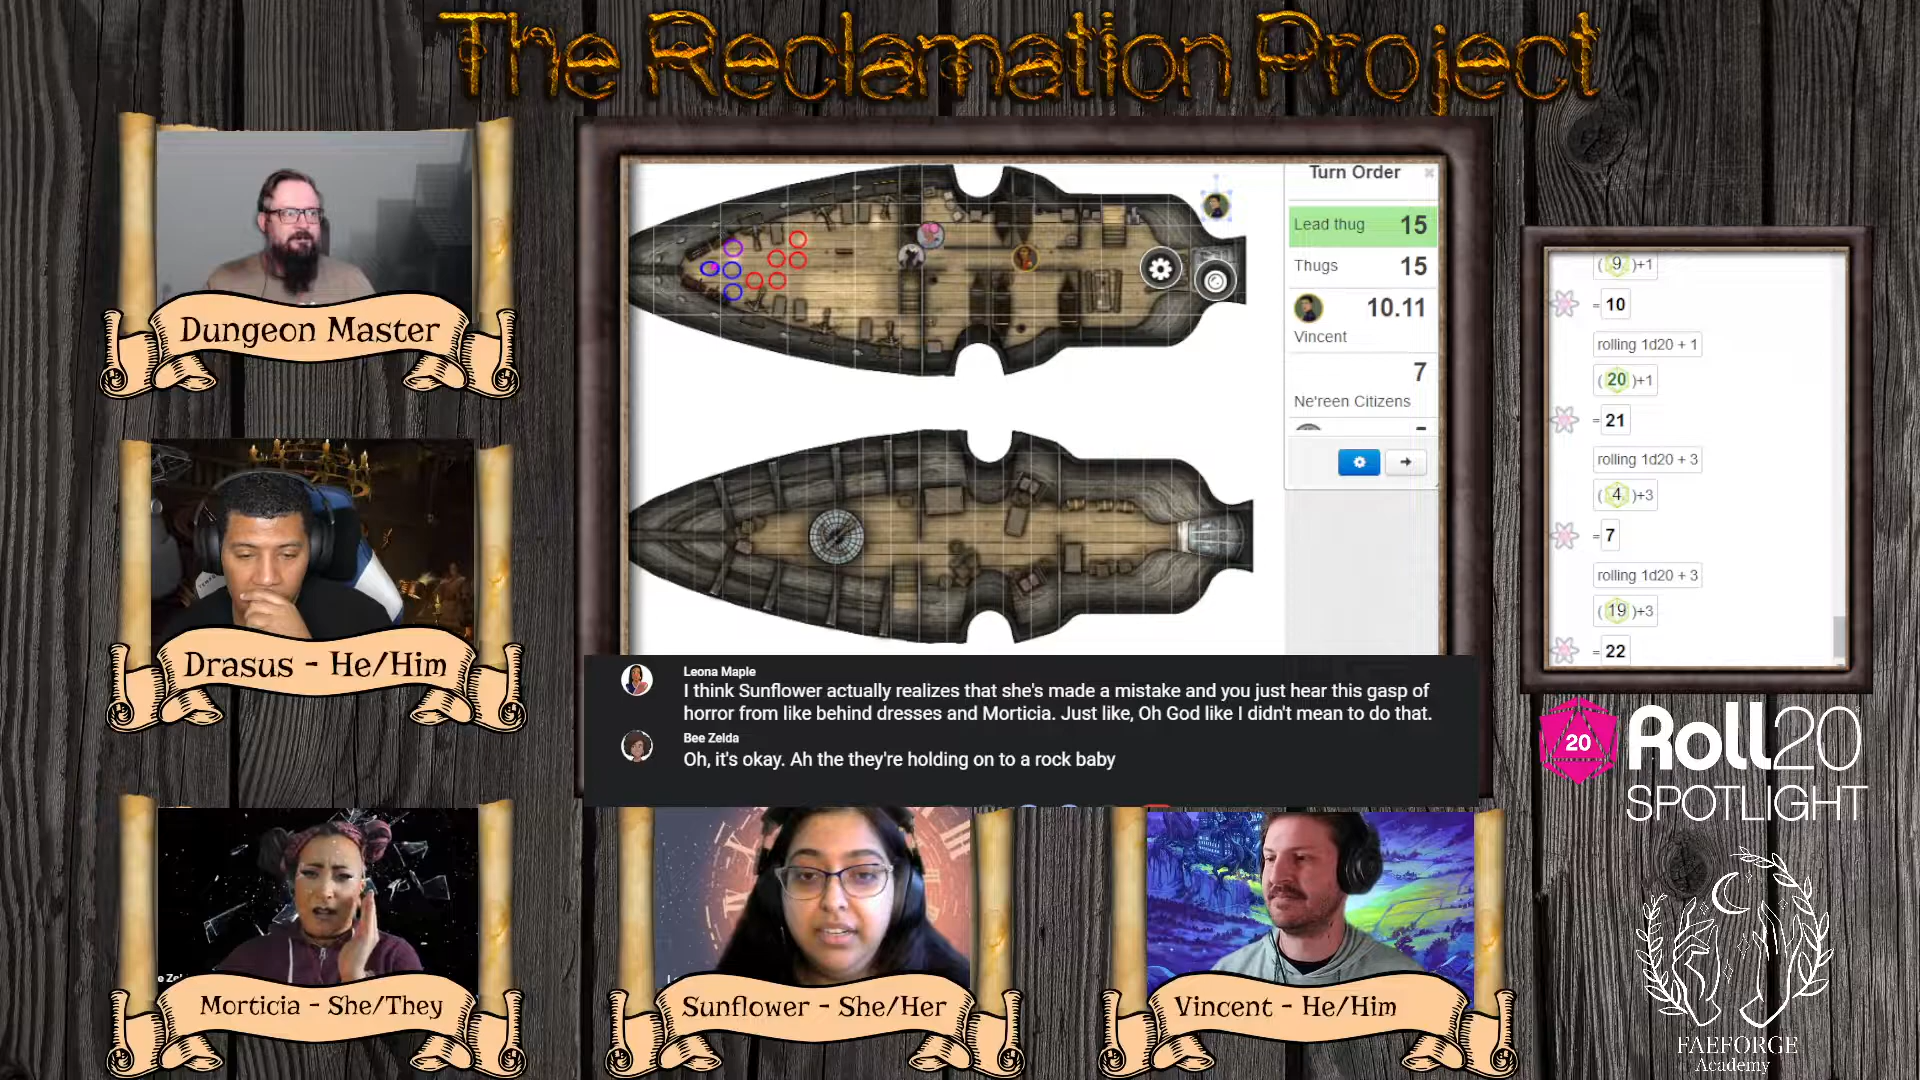 The Reclamation Project
Dungeon Master
Drasus - He/Him
Morticia - She/They
Sunflower - She/Her
Vincent - He/Him
Turn Order
Lead thug 15
Thugs 15
10.11
Vincent
7
Ne'reen Citizens
Leona Maple
I think Sunflower actually realizes that she's made a mistake and you just hear this gasp of
horror from like behind dresses and Morticia. Just like, Oh God like I didn't mean to do that.
Bee Zelda
Oh, it's okay. Ah the they're holding on to a rock baby
(9)+1
= 10
rolling 1d20 + 1
(20)+1
= 21
rolling 1d20 + 3
(4)+3
= 7
rolling 1d20 + 3
(19)+3
= 22
20
Roll20
SPOTLIGHT
FAEFORGE
Academy